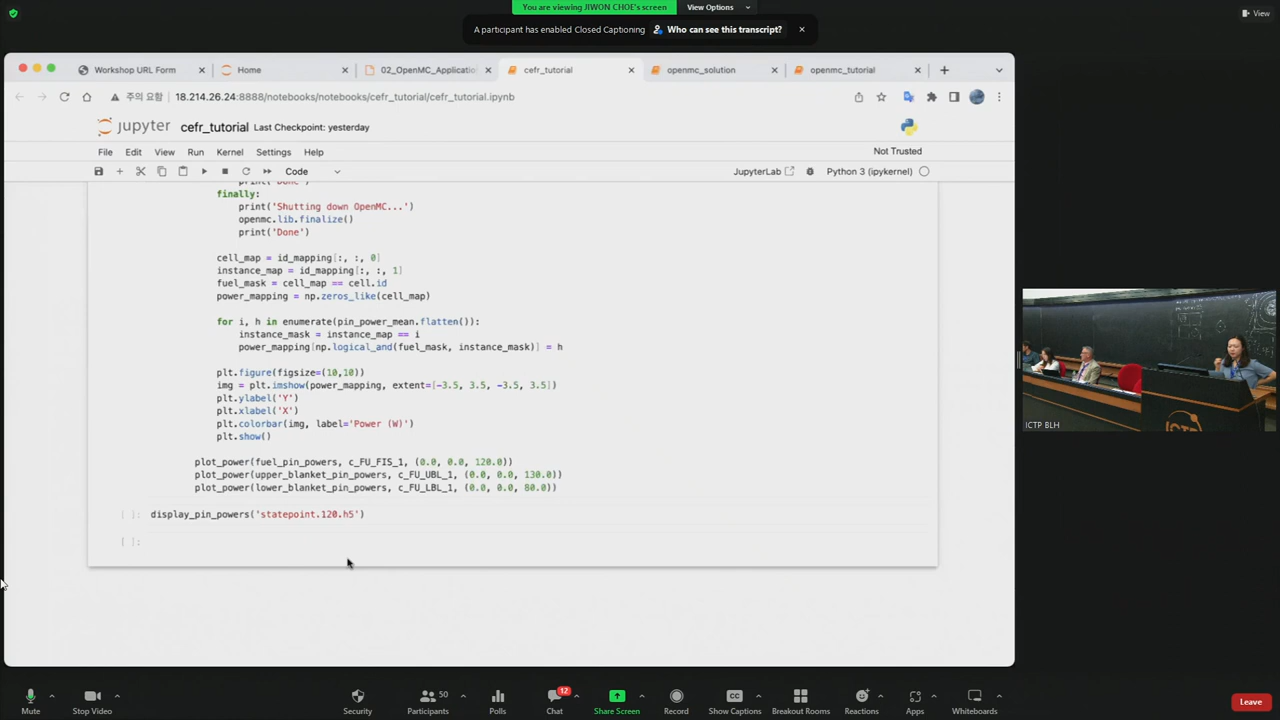 You are viewing JIWON CHOE's screen
View Options
View
A participant has enabled Closed Captioning
Who can see this transcript?
Workshop URL Form
Home
02_OpenMC_Applicatio
cefr_tutorial
openmc_solution
openmc_tutorial
주의 요함
18.214.26.24:8888/notebooks/notebooks/cefr_tutorial/cefr_tutorial.ipynb
jupyter cefr_tutorial Last Checkpoint: yesterday
File Edit View Run Kernel Settings Help
Not Trusted
Code
JupyterLab
Python 3 (ipykernel)
print('Done')
finally:
print('Shutting down OpenMC...')
openmc.lib.finalize()
print('Done')
cell_map = id_mapping[:, :, 0]
instance_map = id_mapping[:, :, 1]
fuel_mask = cell_map == cell.id
power_mapping = np.zeros_like(cell_map)
for i, h in enumerate(pin_power_mean.flatten()):
instance_mask = instance_map == i
power_mapping[np.logical_and(fuel_mask, instance_mask)] = h
plt.figure(figsize=(10,10))
img = plt.imshow(power_mapping, extent=[-3.5, 3.5, -3.5, 3.5])
plt.ylabel('Y')
plt.xlabel('X')
plt.colorbar(img, label='Power (W)')
plt.show()
plot_power(fuel_pin_powers, c_FU_FIS_1, (0.0, 0.0, 120.0))
plot_power(upper_blanket_pin_powers, c_FU_UBL_1, (0.0, 0.0, 130.0))
plot_power(lower_blanket_pin_powers, c_FU_LBL_1, (0.0, 0.0, 80.0))
[ ]: display_pin_powers('statepoint.120.h5')
[ ]:
ICTP BLH
ICTP
Mute
Stop Video
Security
Participants
50
Polls
Chat
12
Share Screen
Record
Show Captions
Breakout Rooms
Reactions
Apps
Whiteboards
Leave